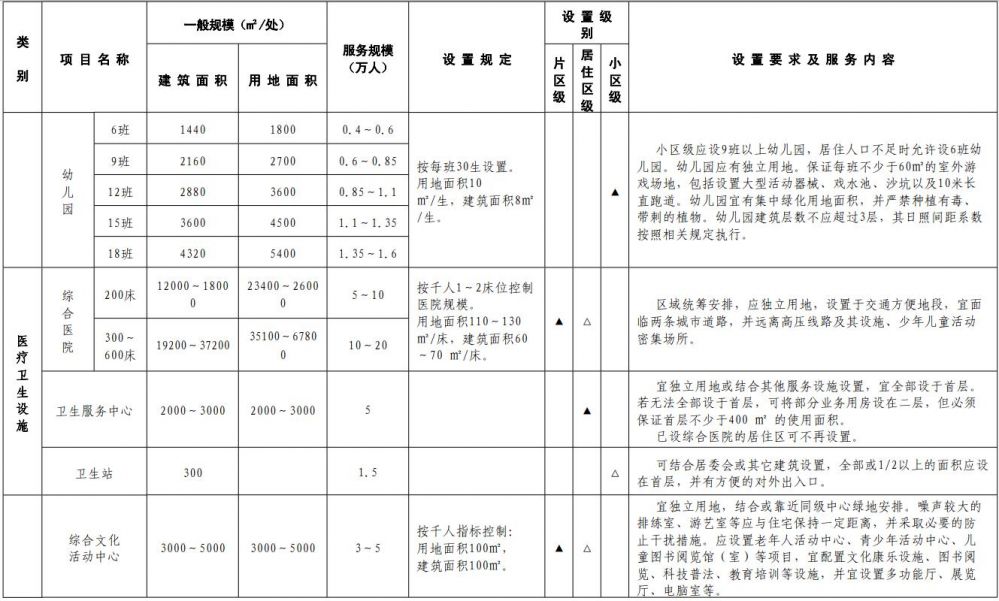 类别
项目名称
一般规模（㎡/处）
建筑面积
用地面积
服务规模
（万人）
设置规定
设置级别
片区级
居住区级
小区级
设置要求及服务内容
幼儿园
6班 1440 1800 0.4～0.6
9班 2160 2700 0.6～0.85
12班 2880 3600 0.85～1.1
15班 3600 4500 1.1～1.35
18班 4320 5400 1.35～1.6
按每班30生设置。
用地面积10
㎡/生，建筑面积8㎡
/生。
▲
小区级应设9班以上幼儿园，居住人口不足时允许设6班幼
儿园。幼儿园应有独立用地。保证每班不少于60㎡的室外游
戏场地，包括设置大型活动器械、戏水池、沙坑以及10米长
直跑道。幼儿园宜有集中绿化用地面积，并严禁种植有毒、
带刺的植物。幼儿园建筑层数不应超过3层，其日照间距系数
按照相关规定执行。
医疗卫生设施
综合医院
200床 12000～18000 23400～26000 5～10
300～
600床 19200～37200 35100～67800 10～20
按千人1～2床位控制
医院规模。
用地面积110～130
㎡/床，建筑面积60
～70 ㎡/床。
▲ △
区域统筹安排，应独立用地，设置于交通方便地段，宜面
临两条城市道路，并远离高压线路及其设施、少年儿童活动
密集场所。
卫生服务中心 2000～3000 2000～3000 5 ▲
宜独立用地或结合其他服务设施设置，宜全部设于首层。
若无法全部设于首层，可将部分业务用房设在二层，但必须
保证首层不少于400 ㎡ 的使用面积。
已设综合医院的居住区可不再设置。
卫生站 300 1.5 △
可结合居委会或其它建筑设置，全部或1/2以上的面积应设
在首层，并有方便的对外出入口。
综合文化
活动中心 3000～5000 3000～5000 3～5
按千人指标控制：
用地面积100㎡，
建筑面积100㎡。
▲ △
宜独立用地，结合或靠近同级中心绿地安排。噪声较大的
排练室、游艺室等应与住宅保持一定距离，并采取必要的防
止干扰措施。应设置老年人活动中心、青少年活动中心、儿
童图书阅览馆（室）等项目，宜配置文化康乐设施、图书阅
览、科技普法、教育培训等设施，并宜设置多功能厅、展览
厅、电脑室等。